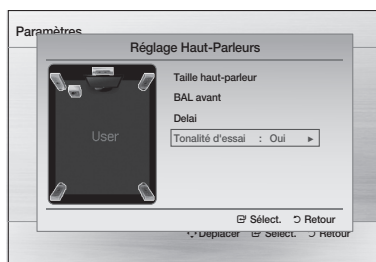 Paramètres
Réglage Haut-Parleurs
User
Taille haut-parleur
BAL avant
Delai
Tonalité d'essai : Oui ►
Sélect. Retour
Déplacer Sélect. Retour